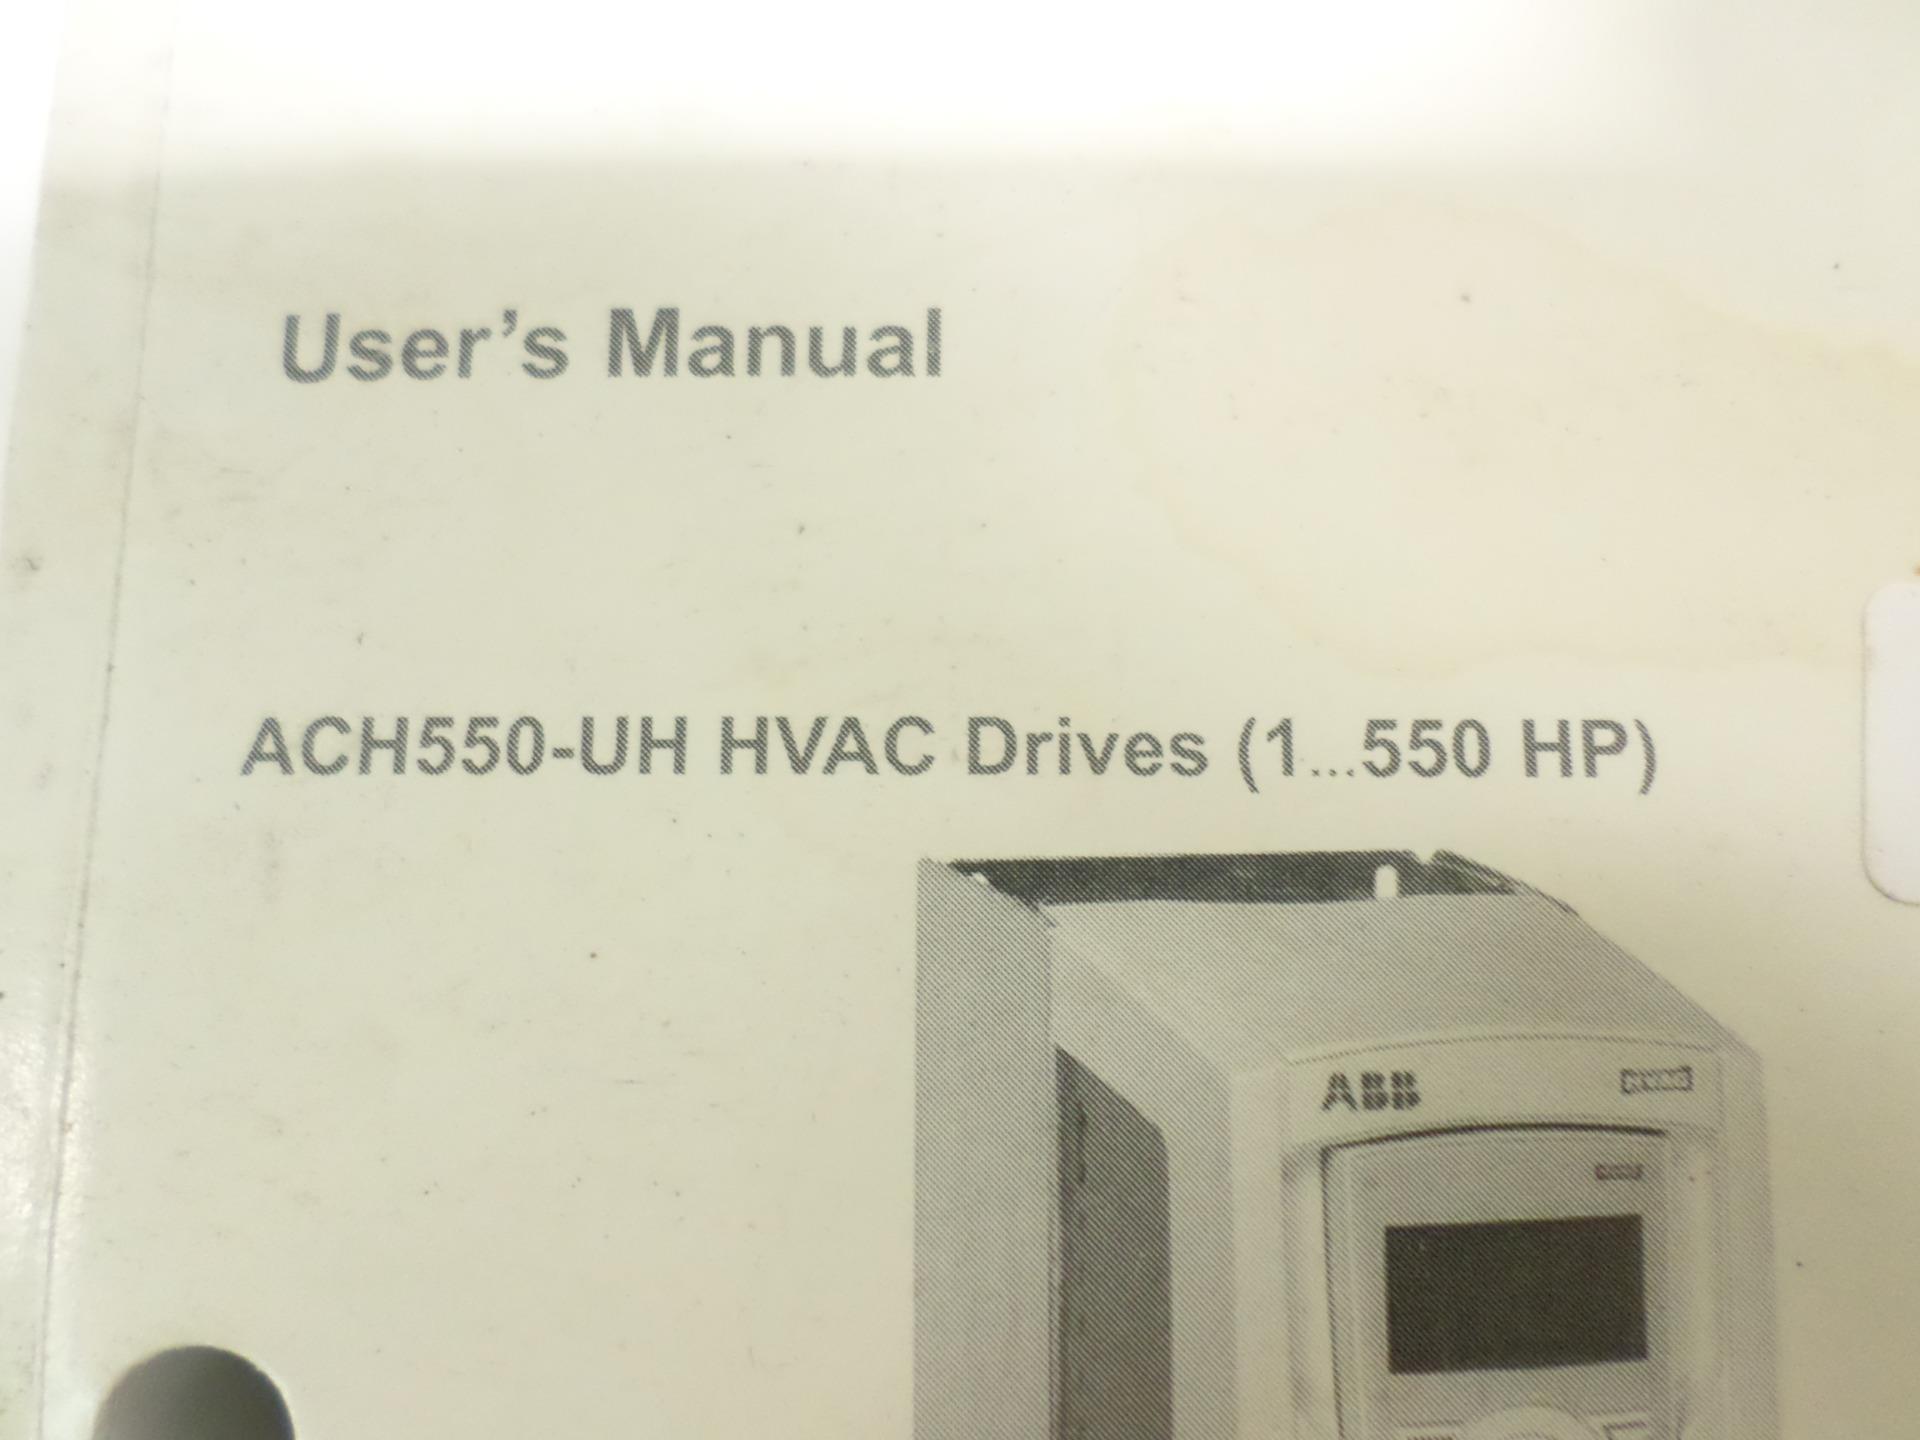 User’s Manual
ACH550-UH HVAC Drives (1...550 HP)
ABB